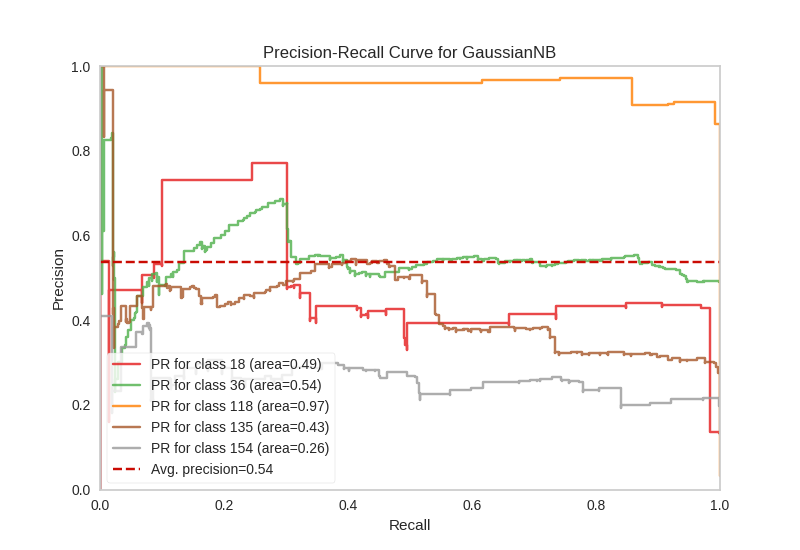 Precision-Recall Curve for GaussianNB
1.0
0.8
0.6
0.4
0.2
0.0
Precision
PR for class 18 (area=0.49)
PR for class 36 (area=0.54)
PR for class 118 (area=0.97)
PR for class 135 (area=0.43)
PR for class 154 (area=0.26)
Avg. precision=0.54
0.0 0.2 0.4 0.6 0.8 1.0
Recall